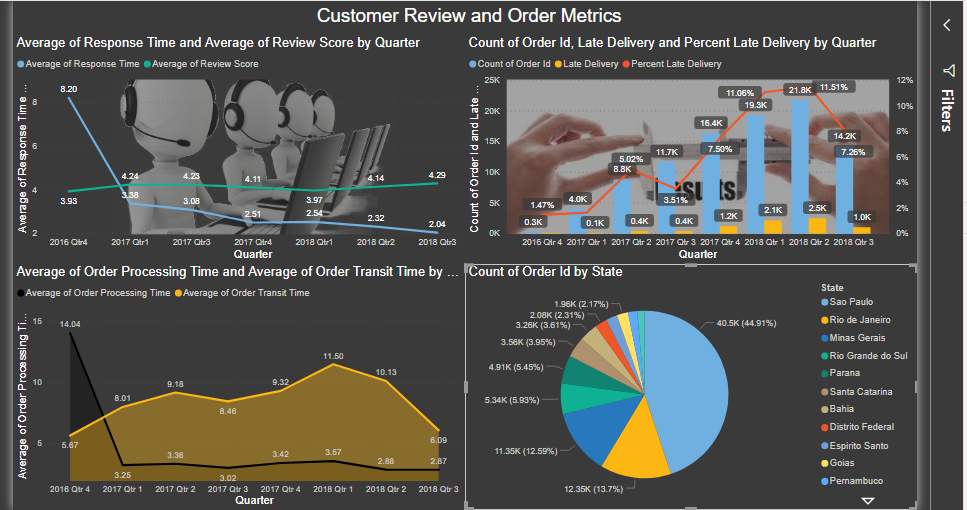 Customer Review and Order Metrics
Average of Response Time and Average of Review Score by Quarter
Average of Response Time Average of Review Score
Average of Response Time ...
8
6
4
2
8.20
3.93
4.24
3.38
4.23
3.08
4.11
2.51
3.97
2.54
4.14
2.32
4.29
2.04
2016 Qtr4 2017 Qtr1 2017 Qtr3 2017 Qtr4 2018 Qtr1 2018 Qtr2 2018 Qtr3
Quarter
Count of Order Id, Late Delivery and Percent Late Delivery by Quarter
Count of Order Id Late Delivery Percent Late Delivery
Count of Order Id and Late ...
25K
20K
15K
10K
5K
0K
12%
10%
8%
6%
4%
2%
0%
1.47%
0.3K
4.0K
0.1K
5.02%
8.8K
0.4K
11.7K
3.51%
0.4K
16.4K
7.50%
1.2K
11.06%
19.3K
2.1K
21.8K
11.51%
2.5K
14.2K
7.26%
1.0K
2016 Qtr 4 2017 Qtr 1 2017 Qtr 2 2017 Qtr 3 2017 Qtr 4 2018 Qtr 1 2018 Qtr 2 2018 Qtr 3
Quarter
Filters
Average of Order Processing Time and Average of Order Transit Time by ...
Average of Order Processing Time Average of Order Transit Time
Average of Order Processing Ti...
15
10
5
14.04
5.67
8.01
3.25
9.18
3.36
8.46
3.02
9.32
3.42
11.50
3.57
10.13
2.88
6.09
2.87
2016 Qtr 4 2017 Qtr 1 2017 Qtr 2 2017 Qtr 3 2017 Qtr 4 2018 Qtr 1 2018 Qtr 2 2018 Qtr 3
Quarter
Count of Order Id by State
1.96K (2.17%)
2.08K (2.31%)
3.26K (3.61%)
3.56K (3.95%)
4.91K (5.45%)
5.34K (5.93%)
11.35K (12.59%)
12.35K (13.7%)
40.5K (44.91%)
State
Sao Paulo
Rio de Janeiro
Minas Gerais
Rio Grande do Sul
Parana
Santa Catarina
Bahia
Distrito Federal
Espirito Santo
Goias
Pernambuco